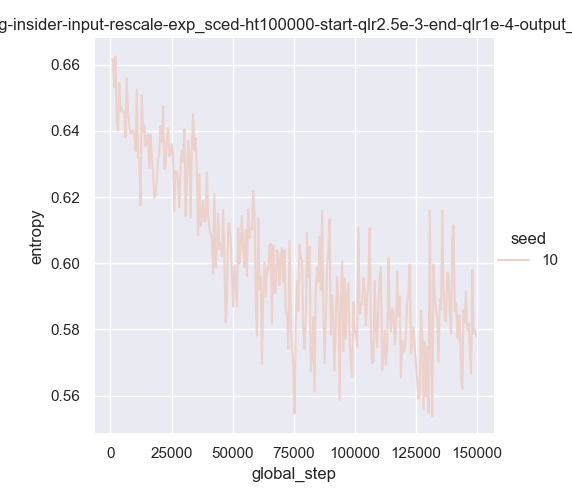 g-insider-input-rescale-exp_sced-ht100000-start-qlr2.5e-3-end-qlr1e-4-output_
0.66
0.64
0.62
0.60
0.58
0.56
entropy
0 25000 50000 75000 100000 125000 150000
global_step
seed
10